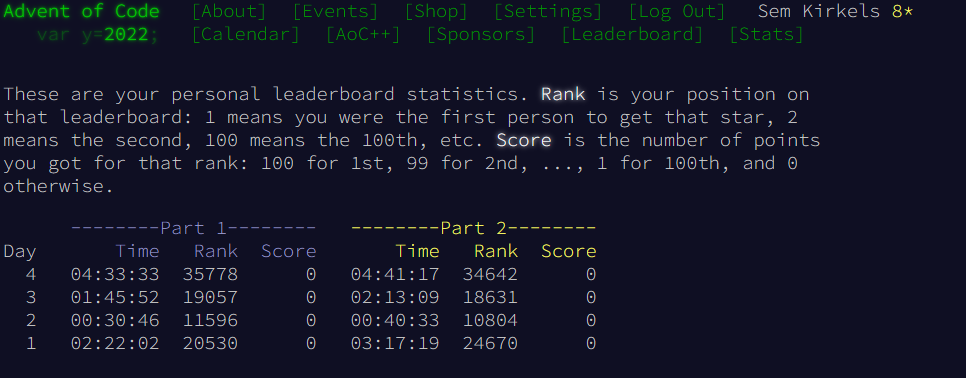 Advent of Code [About] [Events] [Shop] [Settings] [Log Out] Sem Kirkels 8*
var y=2022; [Calendar] [AoC++] [Sponsors] [Leaderboard] [Stats]
These are your personal leaderboard statistics. Rank is your position on
that leaderboard: 1 means you were the first person to get that star, 2
means the second, 100 means the 100th, etc. Score is the number of points
you got for that rank: 100 for 1st, 99 for 2nd, ..., 1 for 100th, and 0
otherwise.
--------Part 1-------- --------Part 2--------
Day Time Rank Score Time Rank Score
4 04:33:33 35778 0 04:41:17 34642 0
3 01:45:52 19057 0 02:13:09 18631 0
2 00:30:46 11596 0 00:40:33 10804 0
1 02:22:02 20530 0 03:17:19 24670 0